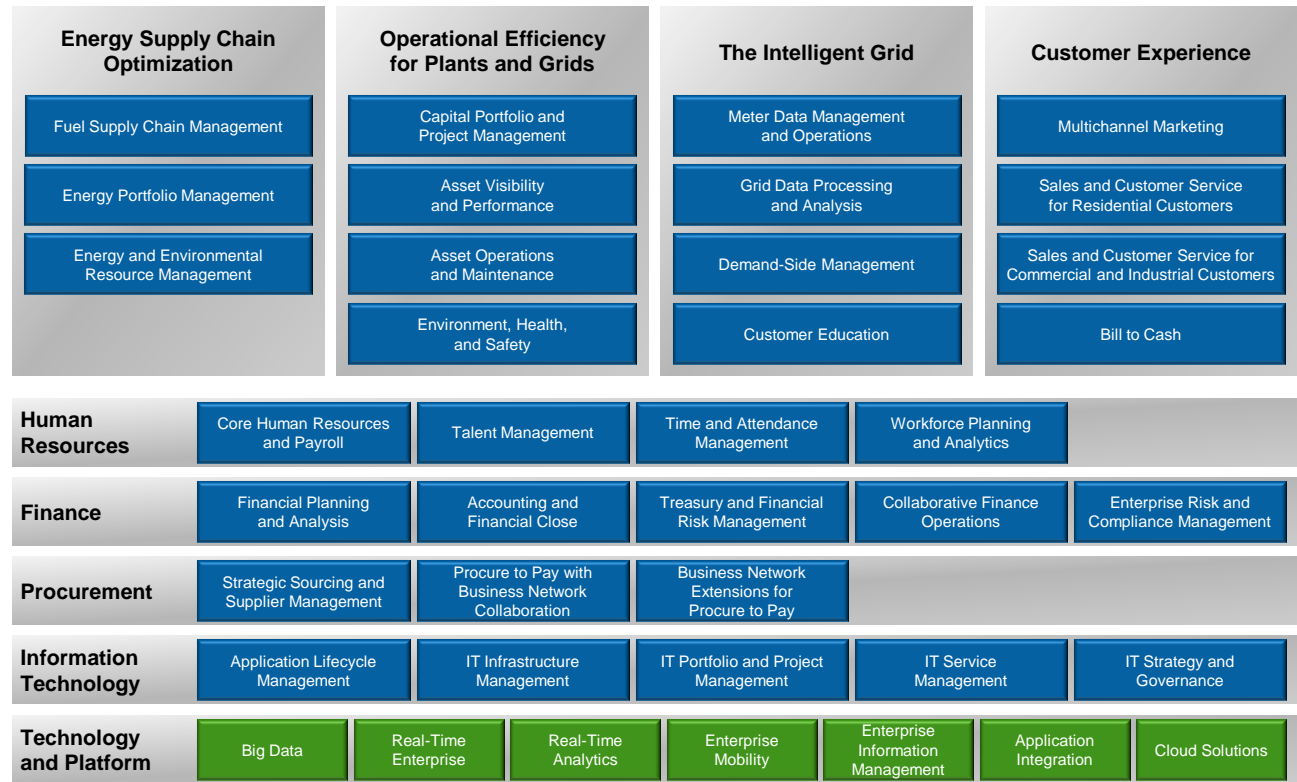 Energy Supply Chain
Optimization
Fuel Supply Chain Management
Energy Portfolio Management
Energy and Environmental
Resource Management
Operational Efficiency
for Plants and Grids
Capital Portfolio and
Project Management
Asset Visibility
and Performance
Asset Operations
and Maintenance
Environment, Health,
and Safety
The Intelligent Grid
Meter Data Management
and Operations
Grid Data Processing
and Analysis
Demand-Side Management
Customer Education
Customer Experience
Multichannel Marketing
Sales and Customer Service
for Residential Customers
Sales and Customer Service for
Commercial and Industrial Customers
Bill to Cash
Human
Resources
Core Human Resources
and Payroll
Talent Management
Time and Attendance
Management
Workforce Planning
and Analytics
Finance
Financial Planning
and Analysis
Accounting and
Financial Close
Treasury and Financial
Risk Management
Collaborative Finance
Operations
Enterprise Risk and
Compliance Management
Procurement
Strategic Sourcing and
Supplier Management
Procure to Pay with
Business Network
Collaboration
Business Network
Extensions for
Procure to Pay
Information
Technology
Application Lifecycle
Management
IT Infrastructure
Management
IT Portfolio and Project
Management
IT Service
Management
IT Strategy and
Governance
Technology
and Platform
Big Data
Real-Time
Enterprise
Real-Time
Analytics
Enterprise
Mobility
Enterprise
Information
Management
Application
Integration
Cloud Solutions